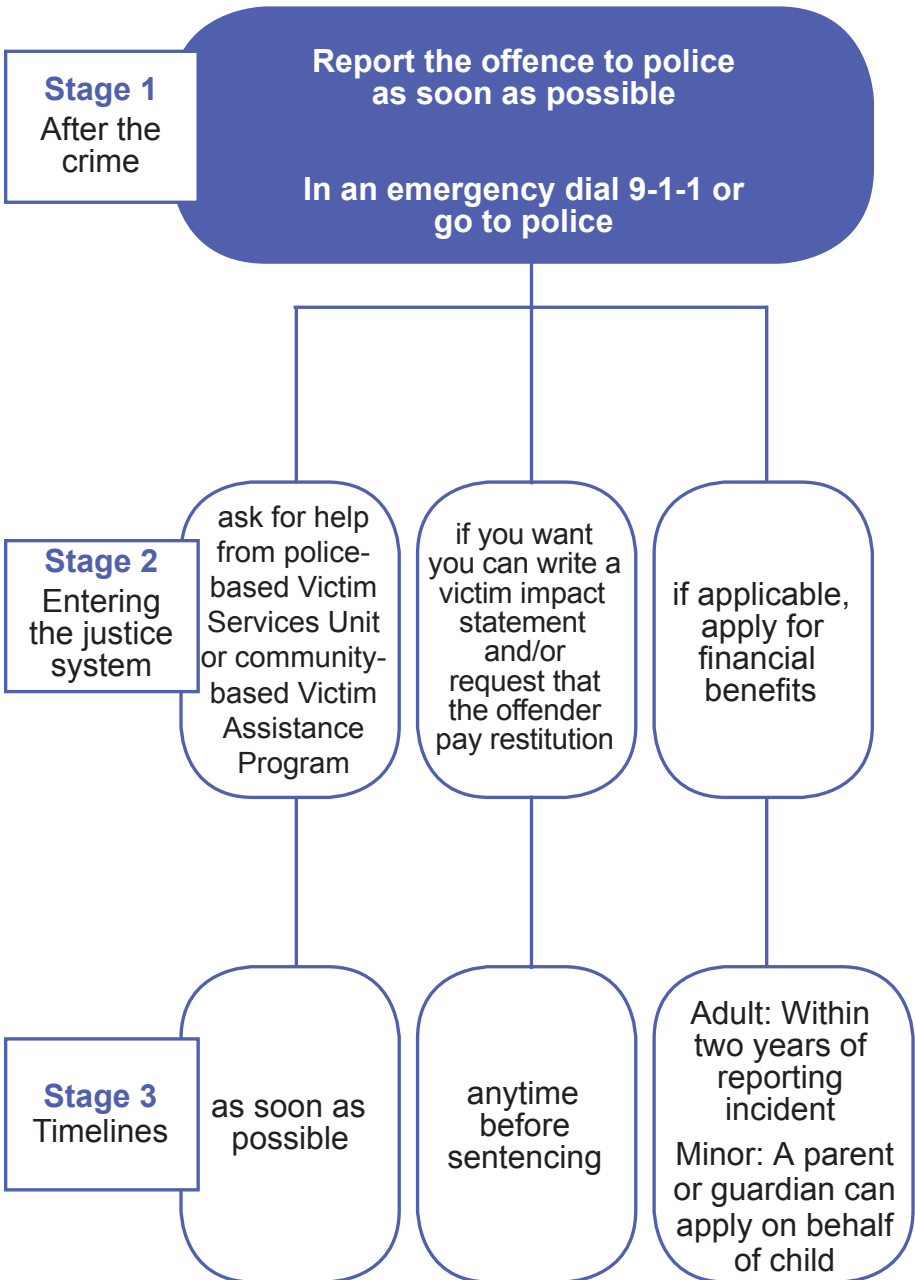 Stage 1
After the
crime
Report the offence to police
as soon as possible
In an emergency dial 9-1-1 or
go to police
Stage 2
Entering
the justice
system
ask for help
from police-
based Victim
Services Unit
or community-
based Victim
Assistance
Program
if you want
you can write a
victim impact
statement
and/or
request that
the offender
pay restitution
if applicable,
apply for
financial
benefits
Stage 3
Timelines
as soon as
possible
anytime
before
sentencing
Adult: Within
two years of
reporting
incident
Minor: A parent
or guardian can
apply on behalf
of child